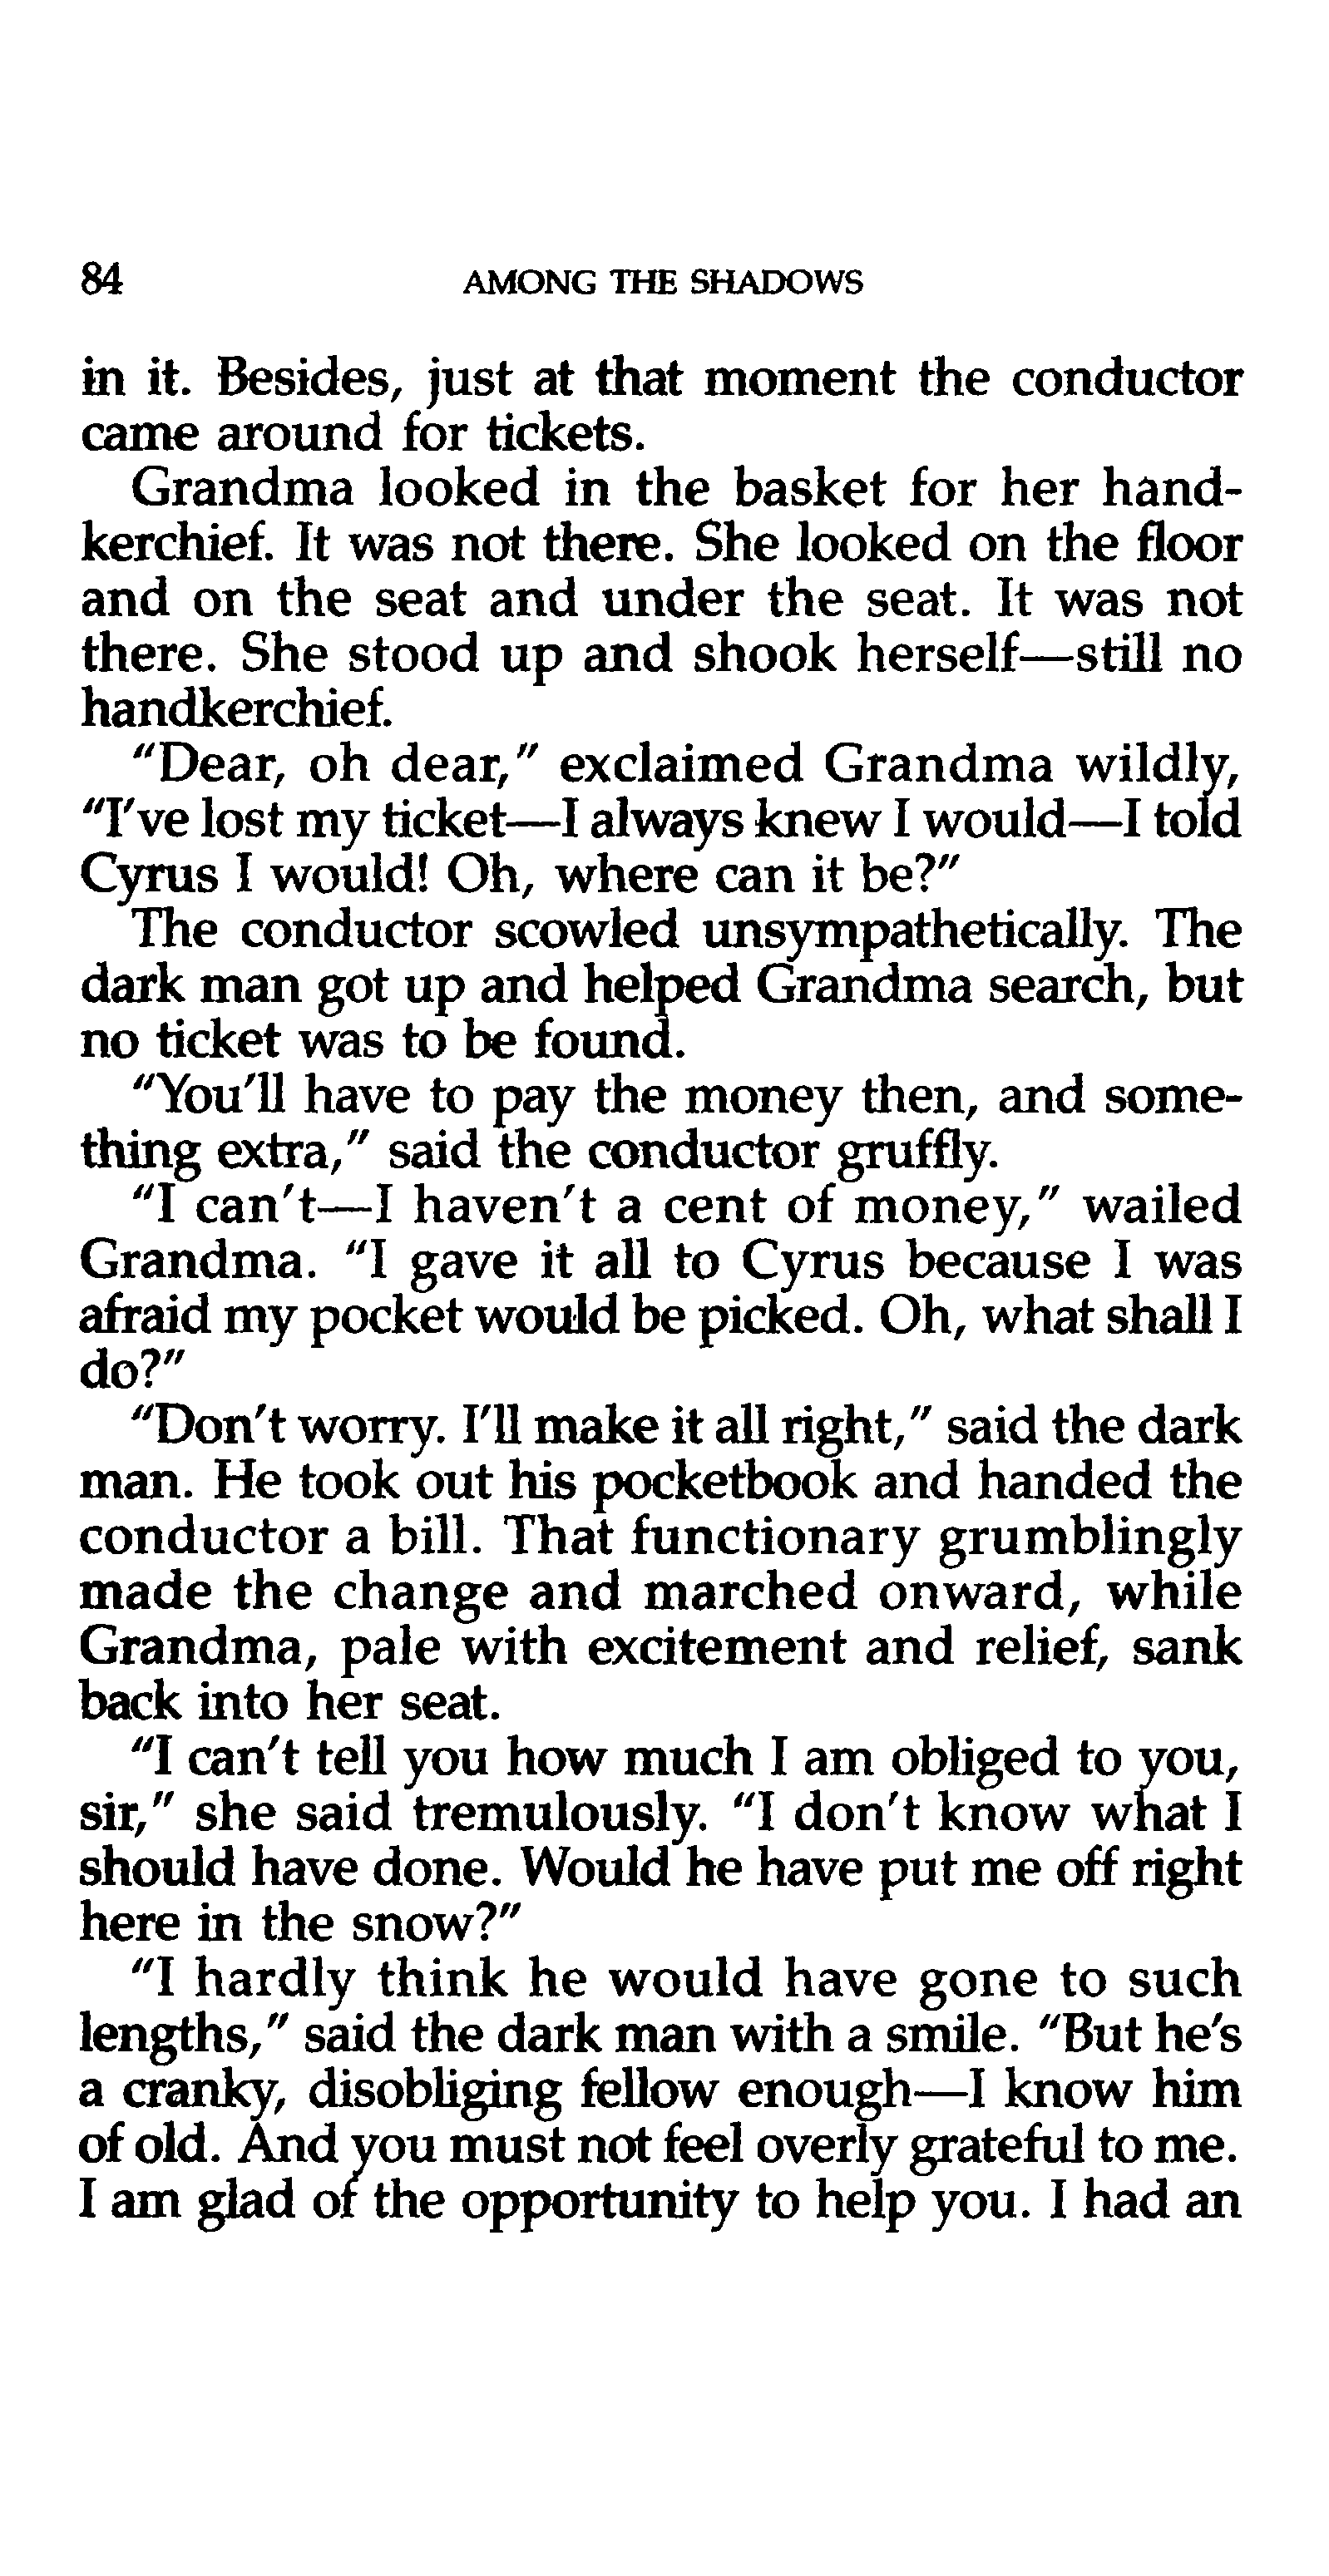 84 AMONG THE SHADOWS
in it. Besides, just at that moment the conductor
came around for tickets.
Grandma looked in the basket for her hand-
kerchief. It was not there. She looked on the floor
and on the seat and under the seat. It was not
there. She stood up and shook herself—still no
handkerchief.
"Dear, oh dear," exclaimed Grandma wildly,
"I've lost my ticket—I always knew I would—I told
Cyrus I would! Oh, where can it be?"
The conductor scowled unsympathetically. The
dark man got up and helped Grandma search, but
no ticket was to be found.
"You'll have to pay the money then, and some-
thing extra," said the conductor gruffly.
"I can't—I haven't a cent of money," wailed
Grandma. "I gave it all to Cyrus because I was
afraid my pocket would be picked. Oh, what shall I
do?"
"Don't worry. I'll make it all right," said the dark
man. He took out his pocketbook and handed the
conductor a bill. That functionary grumblingly
made the change and marched onward, while
Grandma, pale with excitement and relief, sank
back into her seat.
"I can't tell you how much I am obliged to you,
sir," she said tremulously. "I don't know what I
should have done. Would he have put me off right
here in the snow?"
"I hardly think he would have gone to such
lengths," said the dark man with a smile. "But he's
a cranky, disobliging fellow enough—I know him
of old. And you must not feel overly grateful to me.
I am glad of the opportunity to help you. I had an